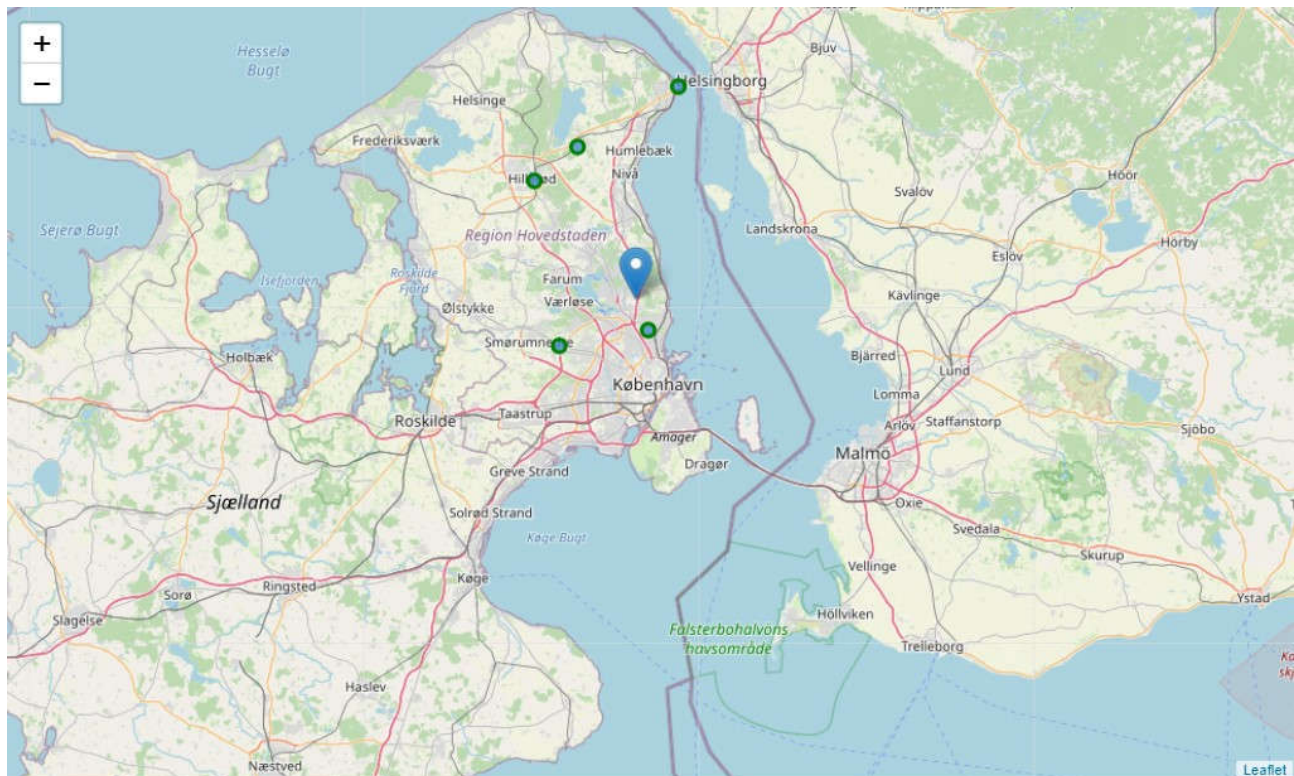 +
−
Hesselø
Bugt
Bjuv
Helsingborg
Helsinge
Frederiksværk
Humlebæk
Nivå
Höör
Svalöv
Landskrona
Hörby
Sejerø Bugt
Region Hovedstaden
Eslöv
Isefjorden
Roskilde
Fjord
Farum
Værløse
Ølstykke
Kävlinge
Holbæk
Bjärred
Lund
København
Lomma
Roskilde
Taastrup
Arlöv
Staffanstorp
Sjöbo
Amager
Malmö
Dragør
Greve Strand
Sjælland
Solrød Strand
Oxie
Svedala
Køge Bugt
Skurup
Vellinge
Køge
Ringsted
Sorø
Ystad
Slagelse
Höllviken
Falsterbohalvöns
havsområde
Trelleborg
Haslev
Næstved
Leaflet